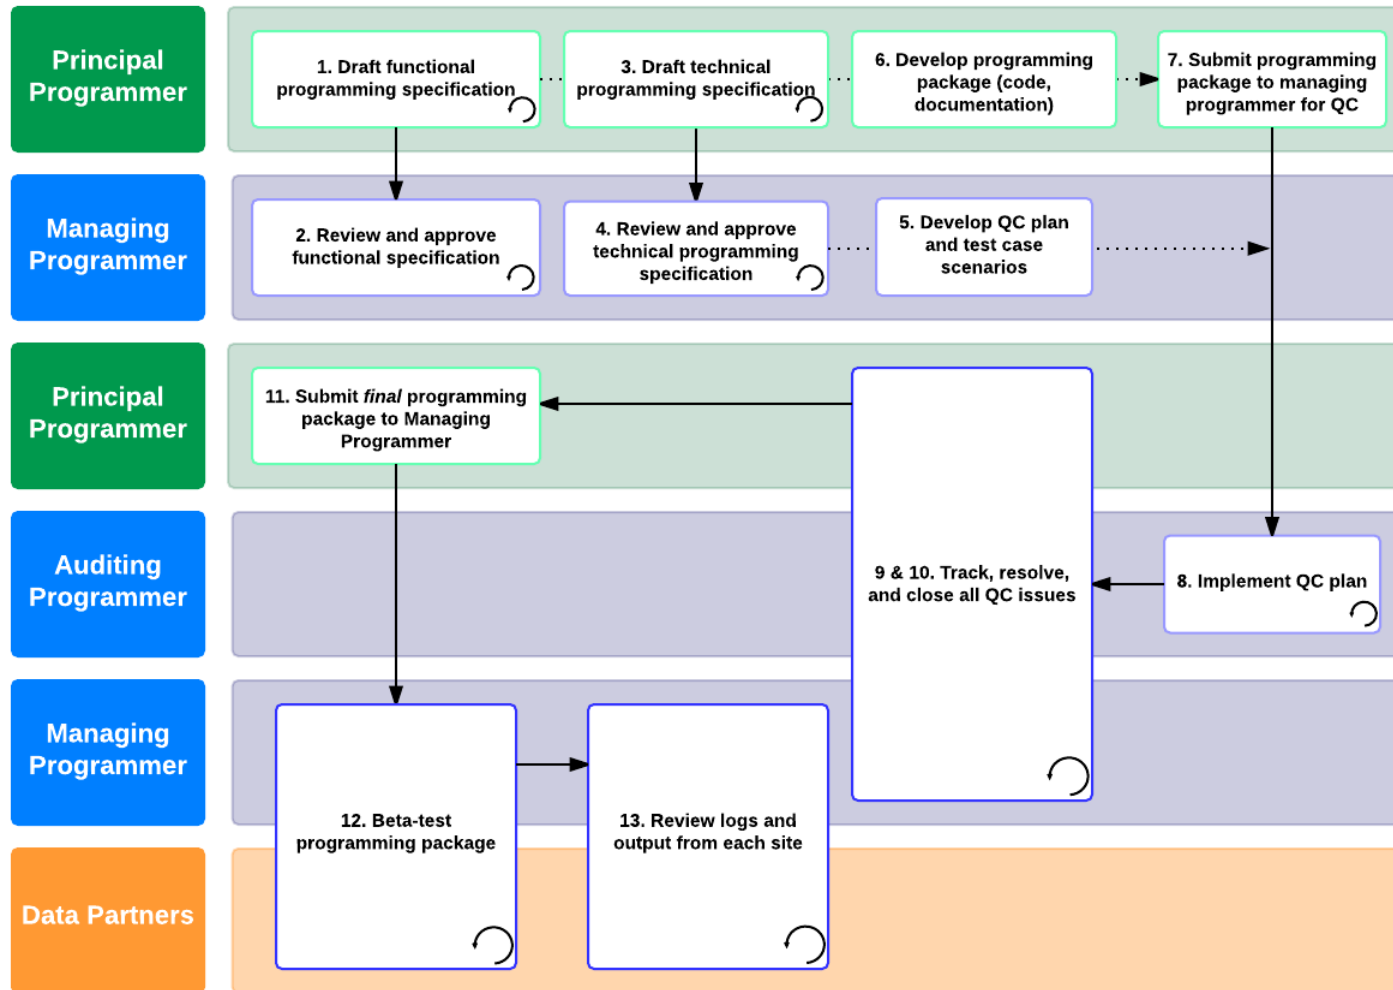 Principal
Programmer
1. Draft functional
programming specification
3. Draft technical
programming specification
6. Develop programming
package (code,
documentation)
7. Submit programming
package to managing
programmer for QC
Managing
Programmer
2. Review and approve
functional specification
4. Review and approve
technical programming
specification
5. Develop QC plan
and test case
scenarios
Principal
Programmer
11. Submit final programming
package to Managing
Programmer
Auditing
Programmer
9 & 10. Track, resolve,
and close all QC issues
8. Implement QC plan
Managing
Programmer
12. Beta-test
programming package
13. Review logs and
output from each site
Data Partners